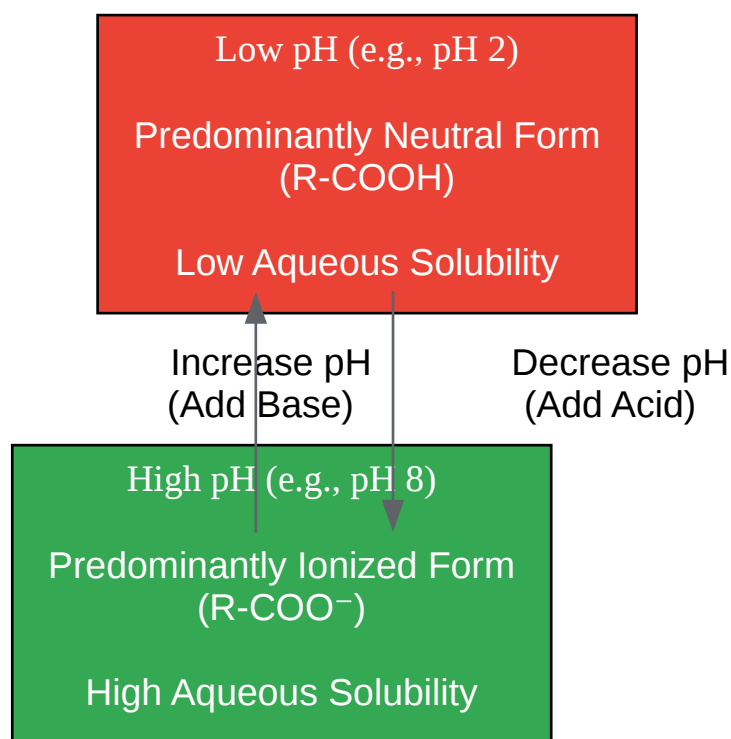 Low pH (e.g., pH 2)
Predominantly Neutral Form
(R-COOH)
Low Aqueous Solubility
Increase pH
(Add Base)
Decrease pH
(Add Acid)
High pH (e.g., pH 8)
Predominantly Ionized Form
(R-COO⁻)
High Aqueous Solubility